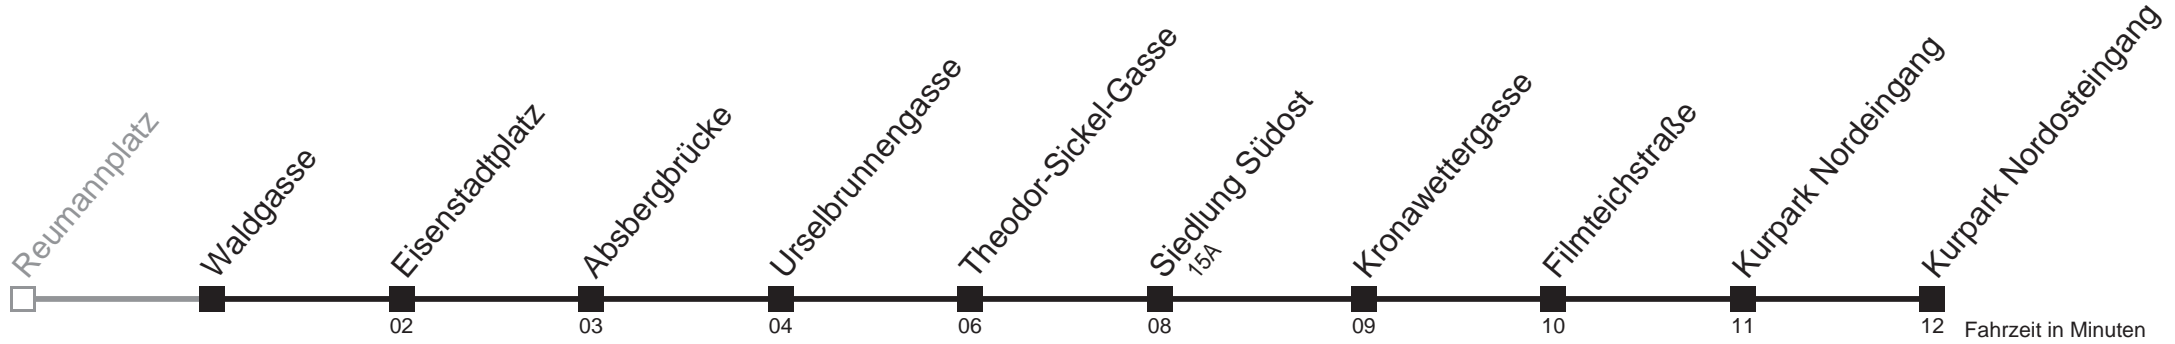 Reumannplatz
Waldgasse
Eisenstadtplatz
Absbergbrücke
Urselbrunnengasse
Theodor-Sickel-Gasse
Siedlung Südost
15A
Kronawettergasse
Filmteichstraße
Kurpark Nordeingang
Kurpark Nordosteingang
02 03 04 06 08 09 10 11 12 Fahrzeit in Minuten